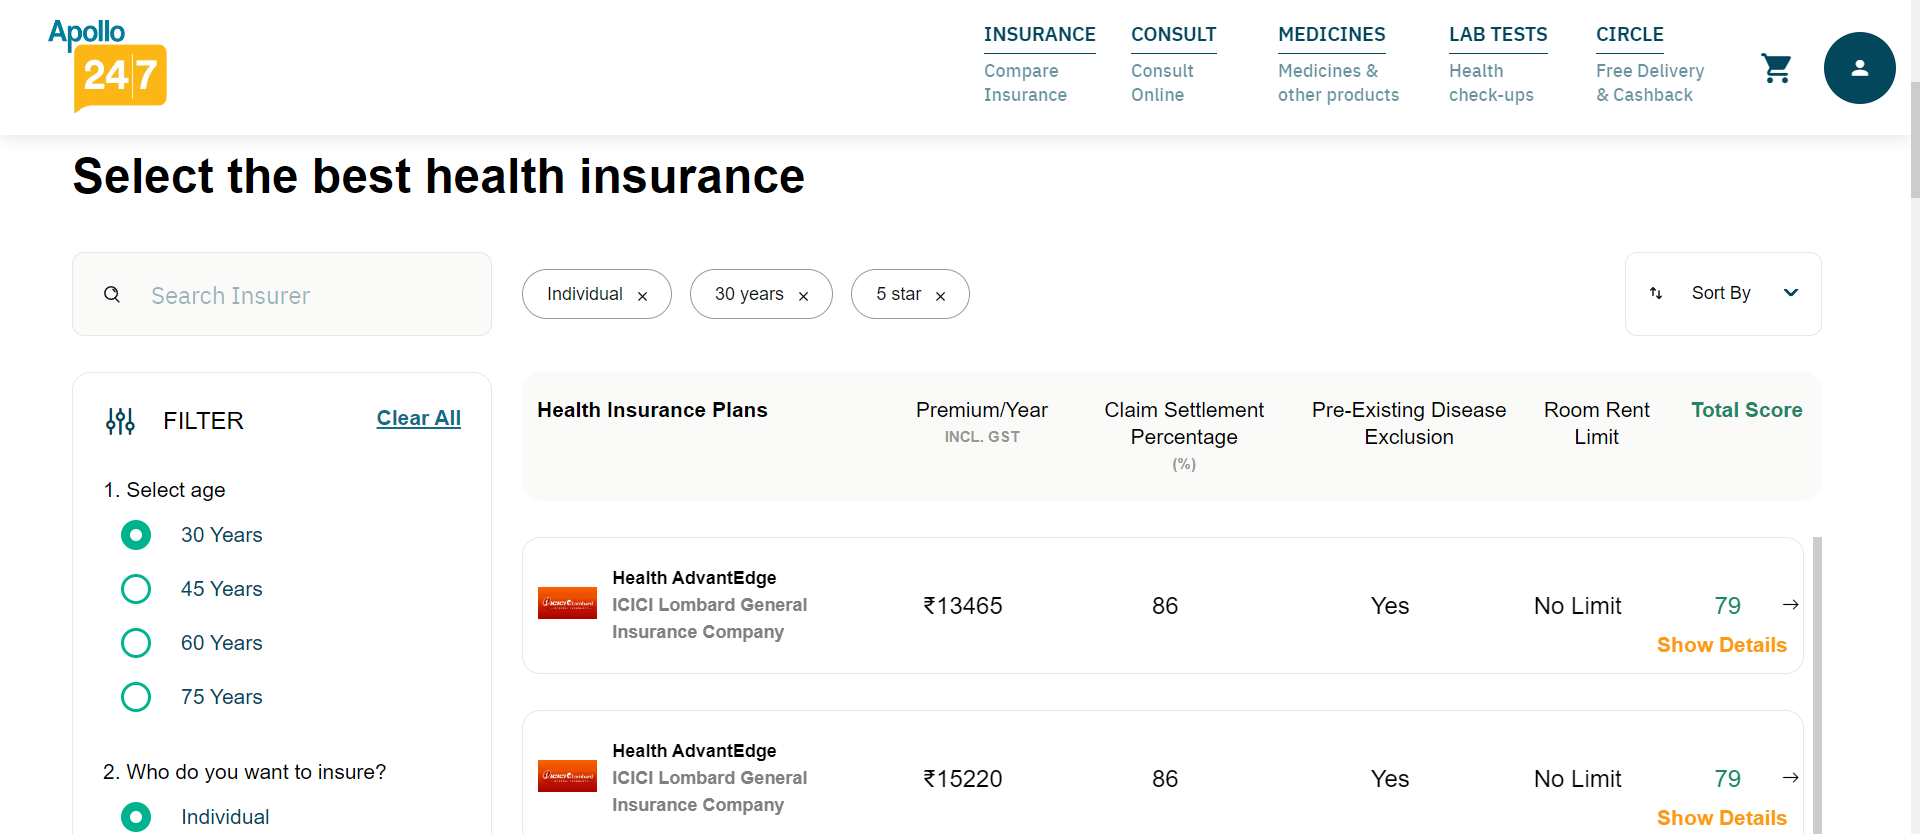 Apollo
24|7
INSURANCE
Compare
Insurance
CONSULT
Consult
Online
MEDICINES
Medicines &
other products
LAB TESTS
Health
check-ups
CIRCLE
Free Delivery
& Cashback
Select the best health insurance
Search Insurer
Individual ×
30 years ×
5 star ×
Sort By
FILTER
Clear All
1. Select age
30 Years
45 Years
60 Years
75 Years
2. Who do you want to insure?
Individual
Health Insurance Plans
Premium/Year
INCL. GST
Claim Settlement
Percentage
(%)
Pre-Existing Disease
Exclusion
Room Rent
Limit
Total Score
ICICI Lombard
Health AdvantEdge
ICICI Lombard General
Insurance Company
₹13465
86
Yes
No Limit
79 →
Show Details
ICICI Lombard
Health AdvantEdge
ICICI Lombard General
Insurance Company
₹15220
86
Yes
No Limit
79 →
Show Details